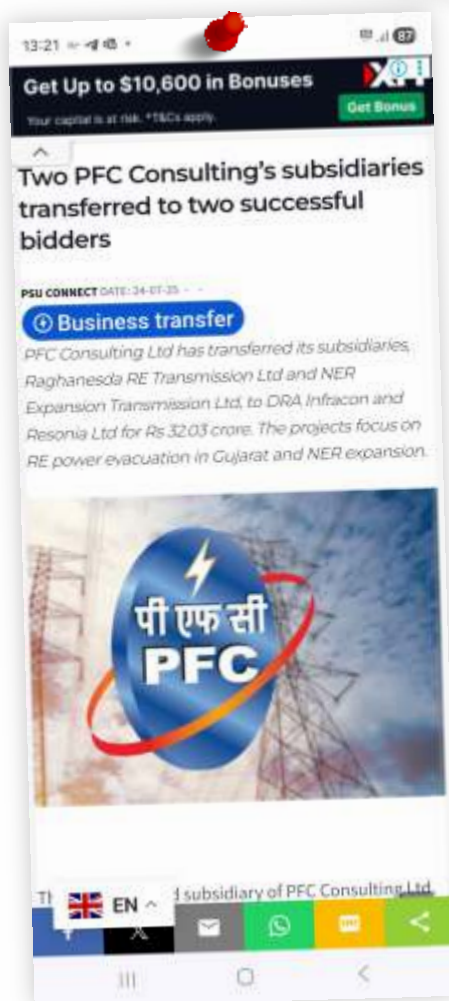 13:21
87
Get Up to $10,600 in Bonuses
Your capital is at risk. *T&Cs apply.
Get Bonus
Two PFC Consulting's subsidiaries
transferred to two successful
bidders
PSU CONNECT DATE: 24-07-25
Business transfer
PFC Consulting Ltd has transferred its subsidiaries,
Raghanesda RE Transmission Ltd and NER
Expansion Transmission Ltd, to DRA Infracon and
Resonia Ltd for Rs 32.03 crore. The projects focus on
RE power evacuation in Gujarat and NER expansion.
पी एफ सी
PFC
subsidiary of PFC Consulting Ltd
EN